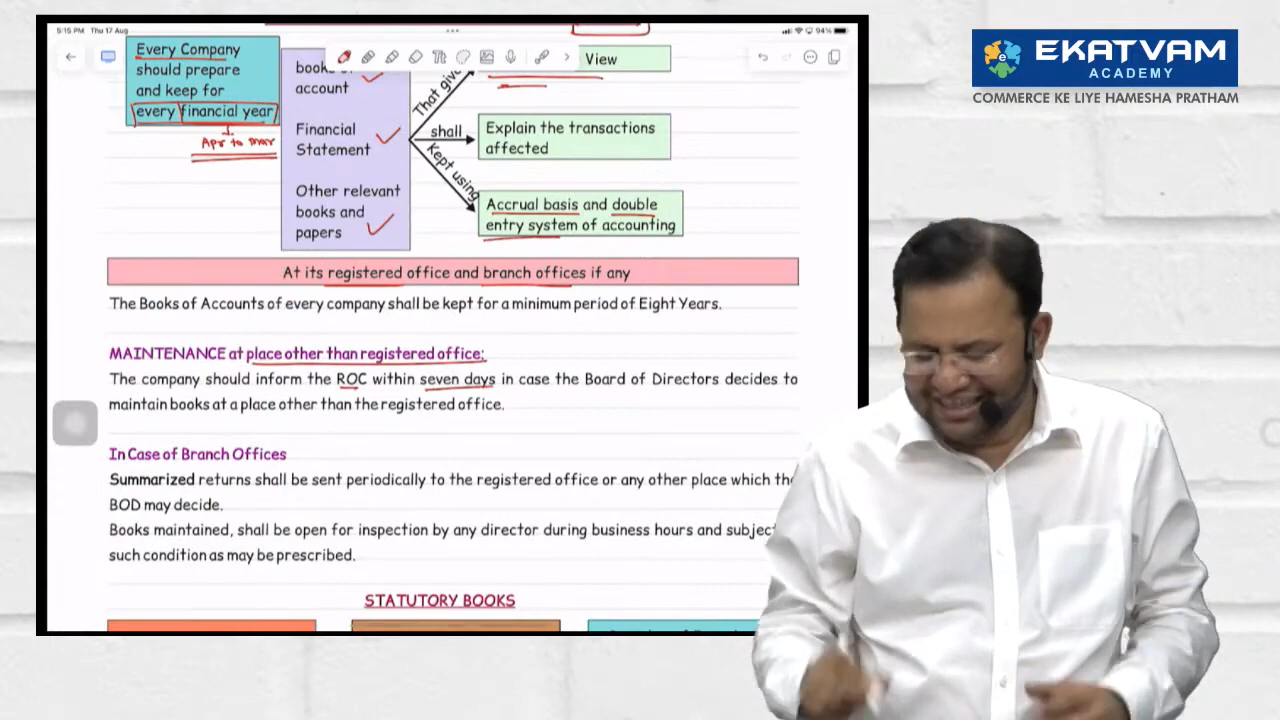 5:15 PM Thu 17 Aug
94%
EKATVAM
ACADEMY
COMMERCE KE LIYE HAMESHA PRATHAM
Every Company
should prepare
and keep for
every financial year
Apr to Mar
account
Financial
Statement
Other relevant
books and
papers
That give
shall
Kept using
View
Explain the transactions
affected
Accrual basis and double
entry system of accounting
At its registered office and branch offices if any
The Books of Accounts of every company shall be kept for a minimum period of Eight Years.
MAINTENANCE at place other than registered office:
The company should inform the ROC within seven days in case the Board of Directors decides to
maintain books at a place other than the registered office.
In Case of Branch Offices
Summarized returns shall be sent periodically to the registered office or any other place which the
BOD may decide.
Books maintained, shall be open for inspection by any director during business hours and subject
such condition as may be prescribed.
STATUTORY BOOKS